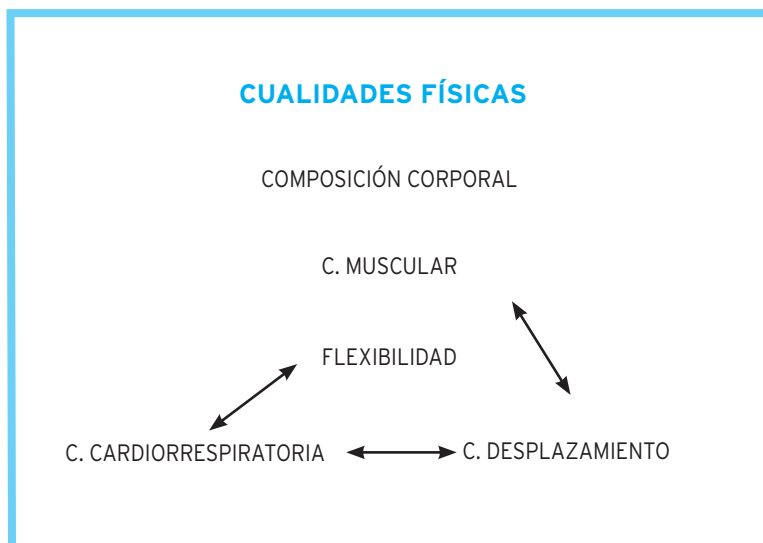 CUALIDADES FÍSICAS
COMPOSICIÓN CORPORAL
C. MUSCULAR
FLEXIBILIDAD
C. CARDIORRESPIRATORIA
C. DESPLAZAMIENTO